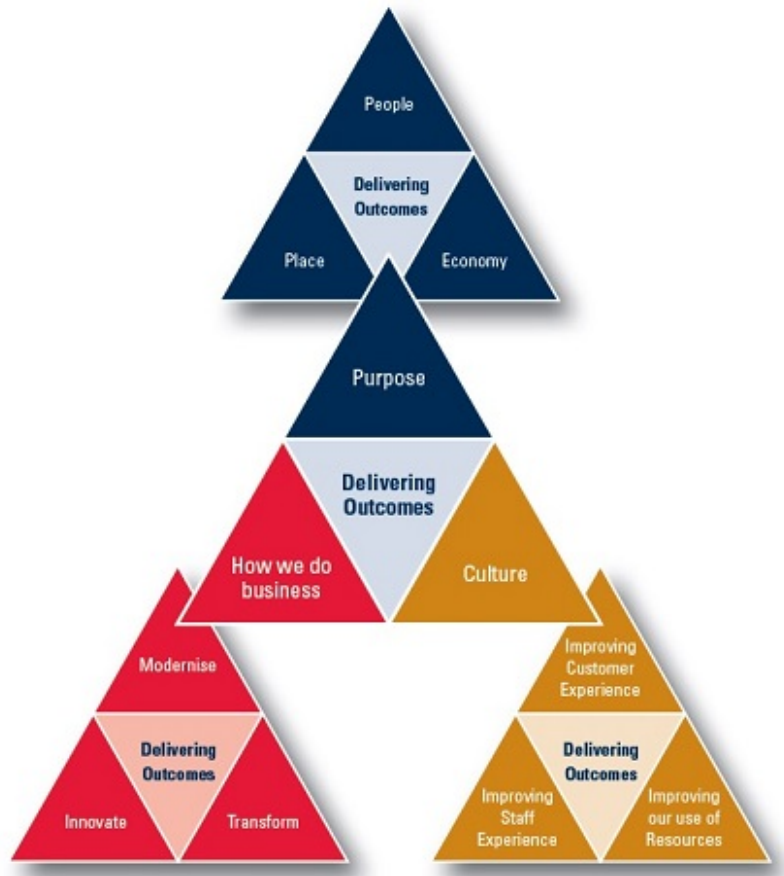 People
Delivering
Outcomes
Place
Economy
Purpose
Delivering
Outcomes
How we do
business
Culture
Modernise
Delivering
Outcomes
Innovate
Transform
Improving
Customer
Experience
Delivering
Outcomes
Improving
Staff
Experience
Improving
our use of
Resources